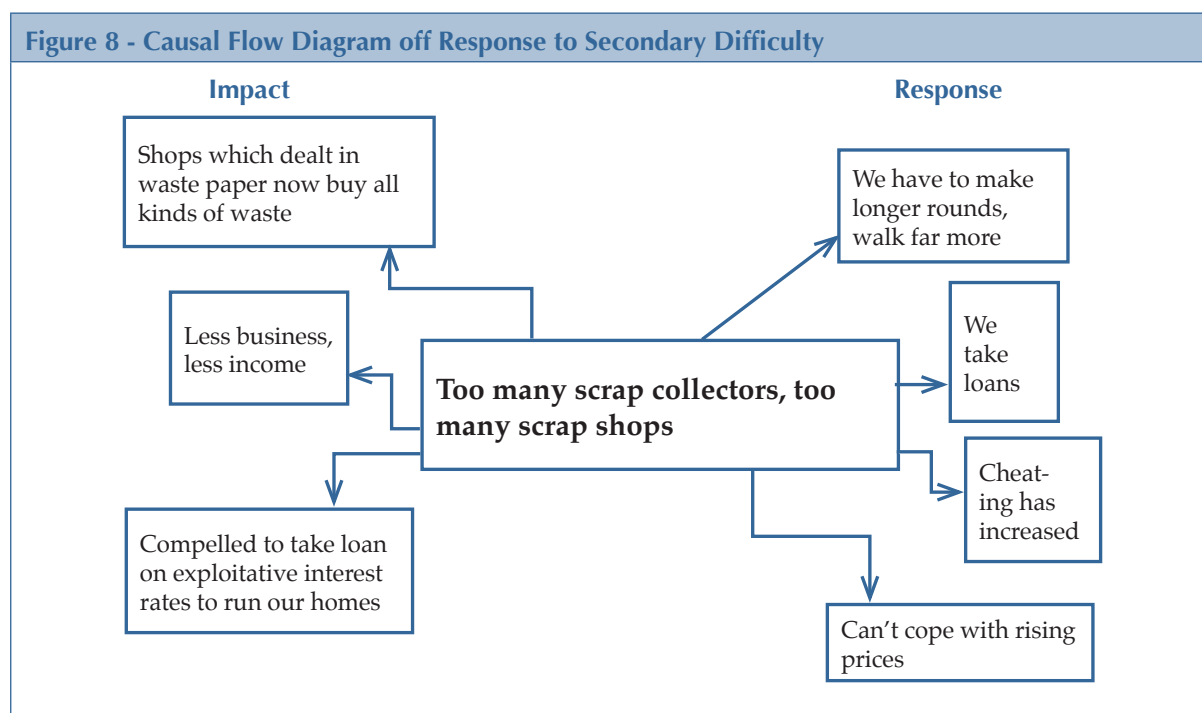 Figure 8 - Causal Flow Diagram off Response to Secondary Difficulty
Impact
Shops which dealt in
waste paper now buy all
kinds of waste
Less business,
less income
Compelled to take loan
on exploitative interest
rates to run our homes
Too many scrap collectors, too
many scrap shops
Response
We have to make
longer rounds,
walk far more
We
take
loans
Cheat-
ing has
increased
Can’t cope with rising
prices